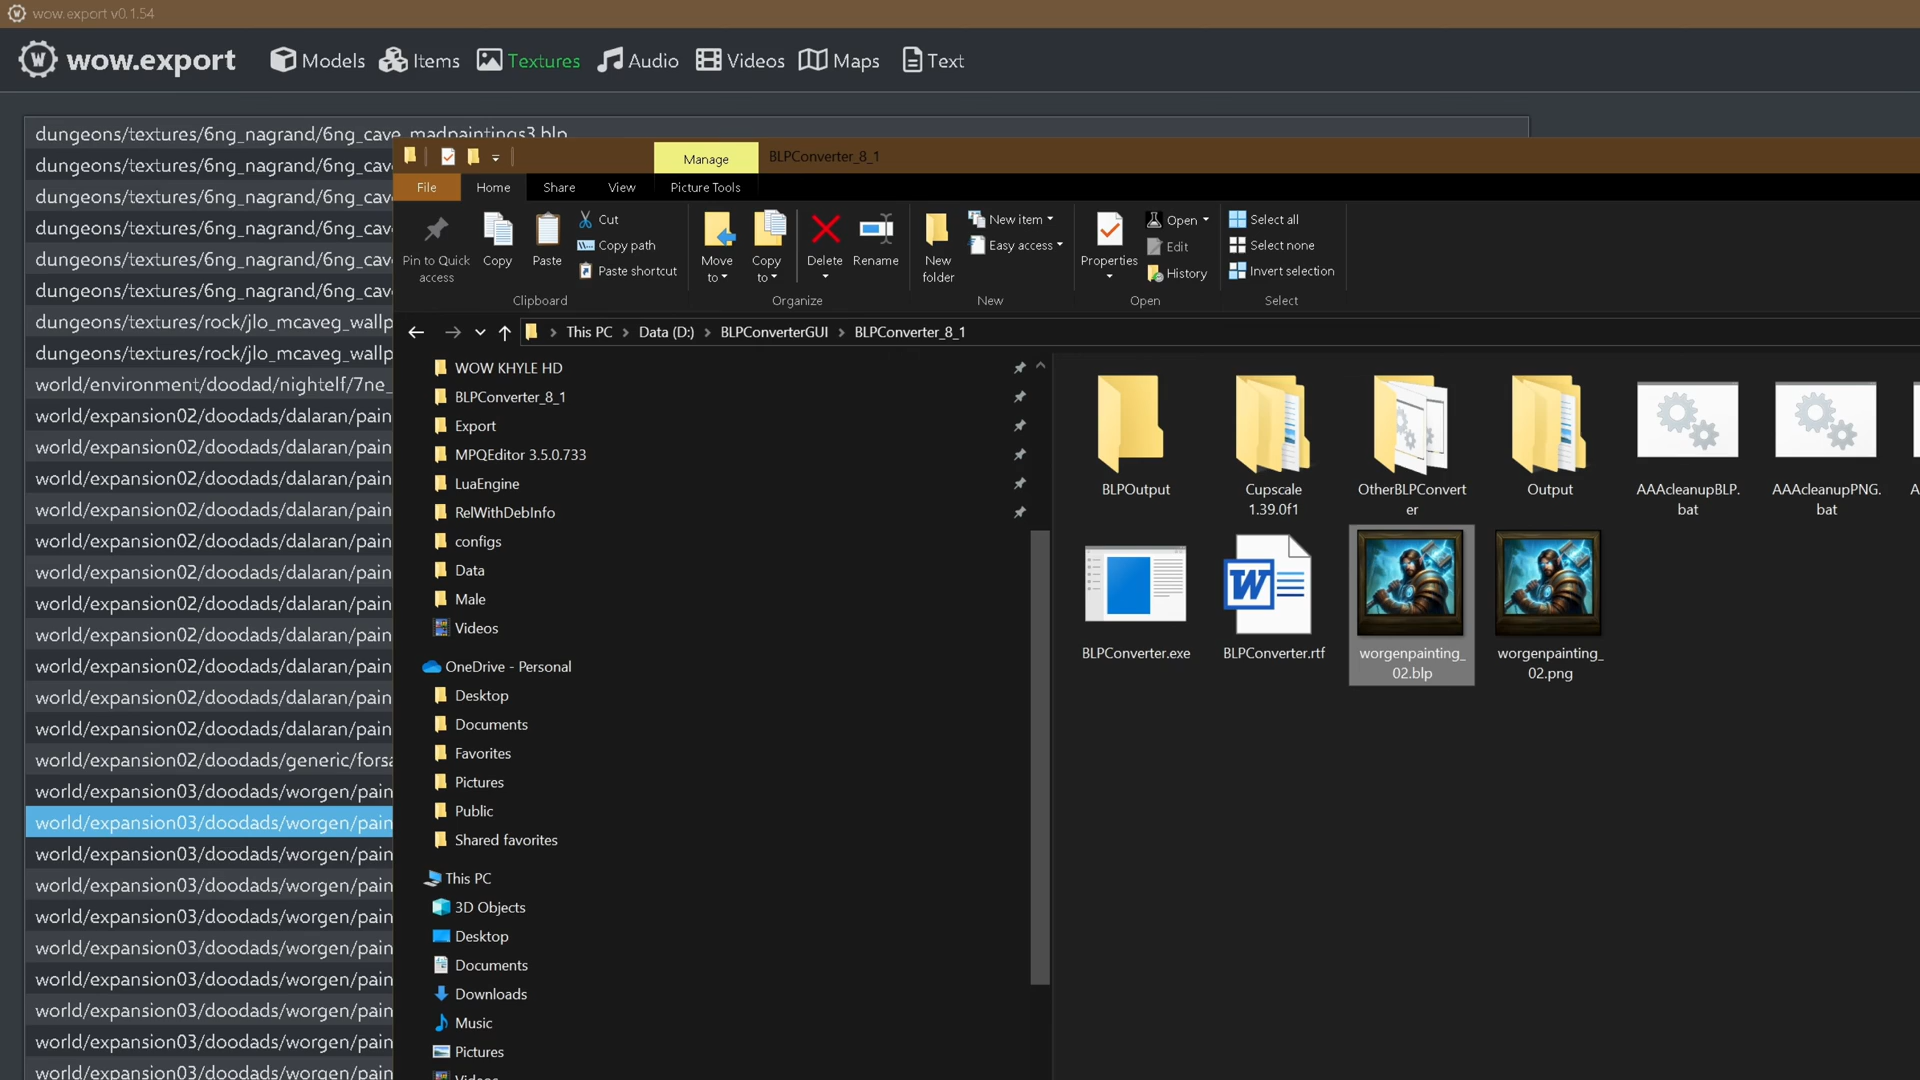 wow.export v0.1.54
wow.export
Models
Items
Textures
Audio
Videos
Maps
Text
dungeons/textures/6ng_nagrand/6ng_cave_madpaintings3.blp
dungeons/textures/6ng_nagrand/6ng_cav
dungeons/textures/6ng_nagrand/6ng_cav
dungeons/textures/6ng_nagrand/6ng_cav
dungeons/textures/6ng_nagrand/6ng_cav
dungeons/textures/6ng_nagrand/6ng_cav
dungeons/textures/rock/jlo_mcaveg_wallp
dungeons/textures/rock/jlo_mcaveg_wallp
world/environment/doodad/nightelf/7ne_
world/expansion02/doodads/dalaran/pain
world/expansion02/doodads/dalaran/pain
world/expansion02/doodads/dalaran/pain
world/expansion02/doodads/dalaran/pain
world/expansion02/doodads/dalaran/pain
world/expansion02/doodads/dalaran/pain
world/expansion02/doodads/dalaran/pain
world/expansion02/doodads/dalaran/pain
world/expansion02/doodads/dalaran/pain
world/expansion02/doodads/dalaran/pain
world/expansion02/doodads/dalaran/pain
world/expansion02/doodads/generic/forsa
world/expansion03/doodads/worgen/pain
world/expansion03/doodads/worgen/pain
world/expansion03/doodads/worgen/pain
world/expansion03/doodads/worgen/pain
world/expansion03/doodads/worgen/pain
world/expansion03/doodads/worgen/pain
world/expansion03/doodads/worgen/pain
world/expansion03/doodads/worgen/pain
world/expansion03/doodads/worgen/pain
world/expansion03/doodads/worgen/pain
Manage
BLPConverter_8_1
File
Home
Share
View
Picture Tools
Pin to Quick
access
Copy
Paste
Cut
Copy path
Paste shortcut
Clipboard
Move
to
Copy
to
Delete
Rename
Organize
New
folder
New item
Easy access
New
Properties
Open
Edit
History
Open
Select all
Select none
Invert selection
Select
This PC
Data (D:)
BLPConverterGUI
BLPConverter_8_1
WOW KHYLE HD
BLPConverter_8_1
Export
MPQEditor 3.5.0.733
LuaEngine
RelWithDebInfo
configs
Data
Male
Videos
OneDrive - Personal
Desktop
Documents
Favorites
Pictures
Public
Shared favorites
This PC
3D Objects
Desktop
Documents
Downloads
Music
Pictures
Videos
BLPOutput
Cupscale
1.39.0f1
OtherBLPConvert
er
Output
AAAcleanupBLP.
bat
AAAcleanupPNG.
bat
A
BLPConverter.exe
BLPConverter.rtf
worgenpainting_
02.blp
worgenpainting_
02.png